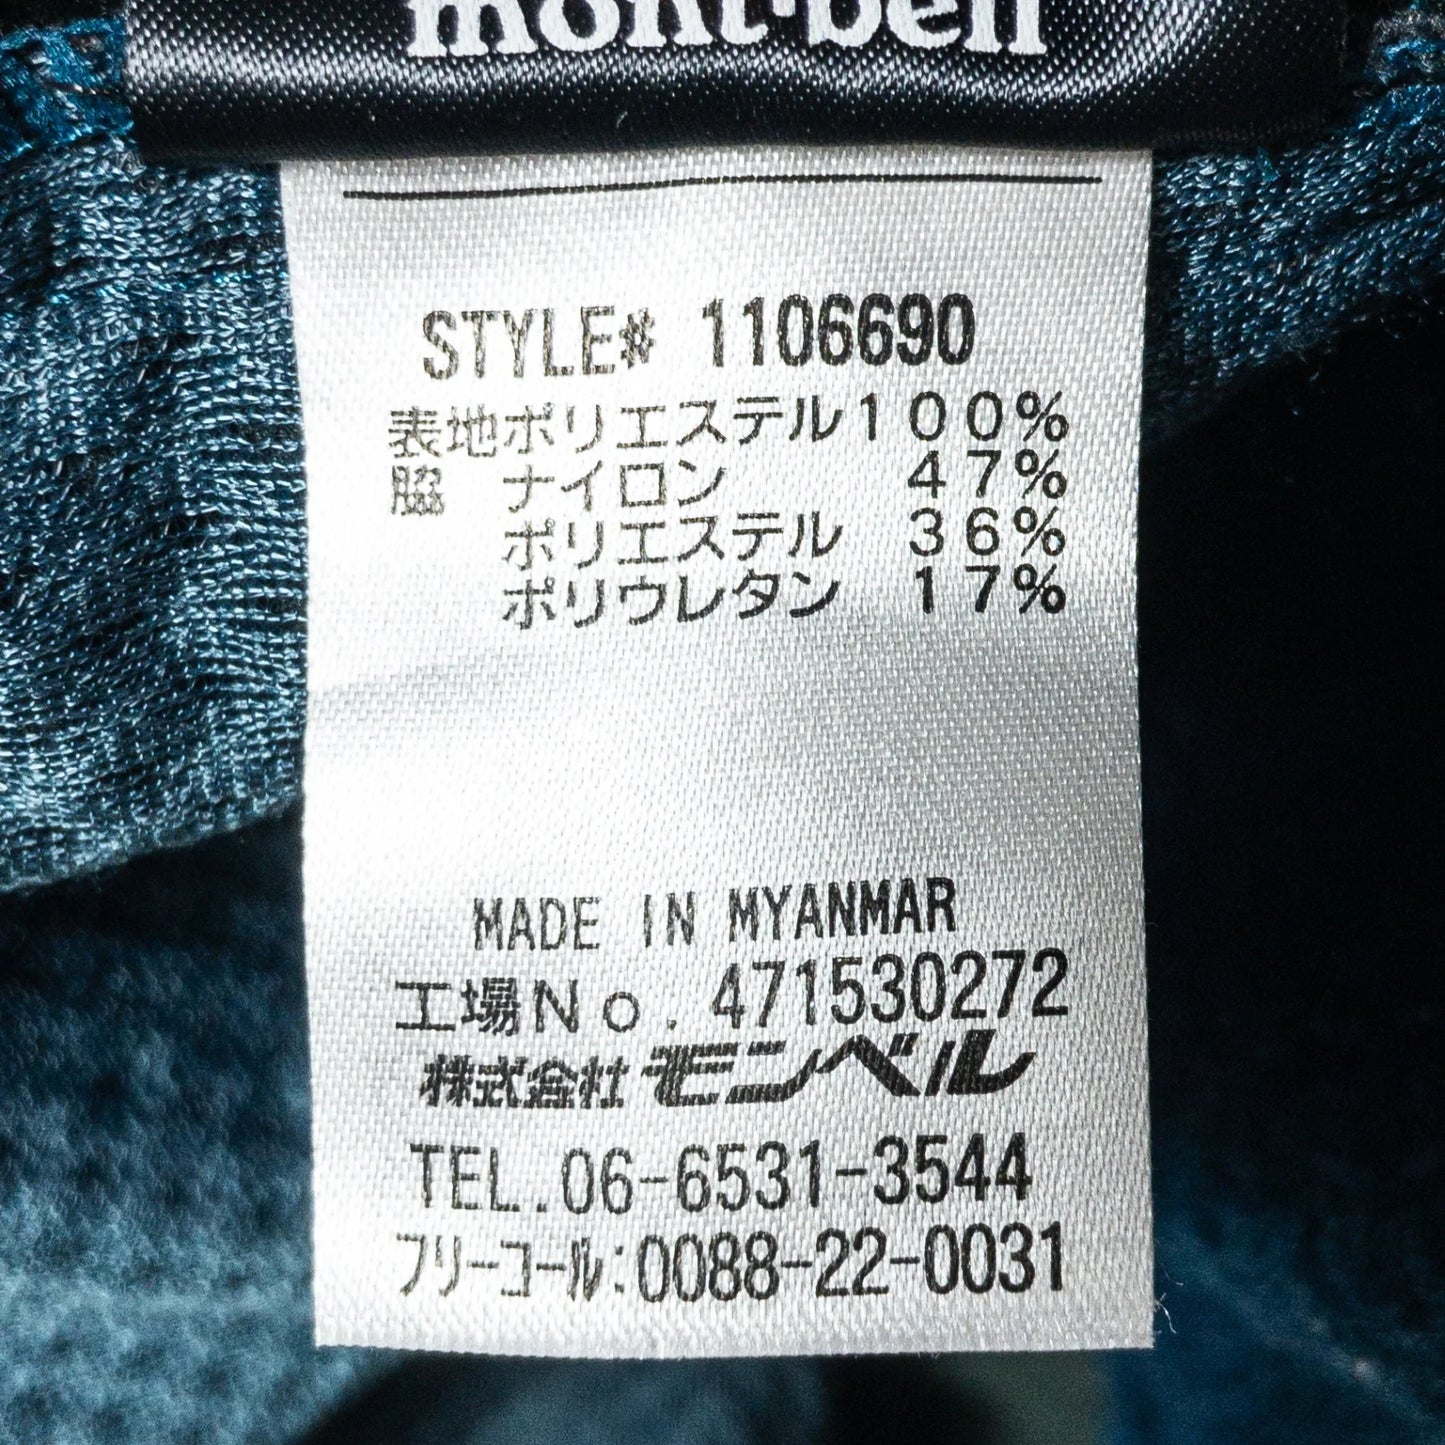 mont-bell
STYLE# 1106690
表地ポリエステル100%
脇 ナイロン 47%
ポリエステル 36%
ポリウレタン 17%
MADE IN MYANMAR
工場No. 471530272
株式会社モンベル
TEL.06-6531-3544
フリーコール:0088-22-0031